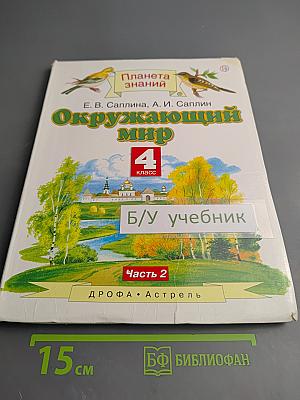 Планета
знаний
Е. В. Саплина, А. И. Саплин
Окружающий
мир
4
класс
Б/У учебник
Часть 2
ДРОФА • Астрель
15 см
БФ БИБЛИОФАН